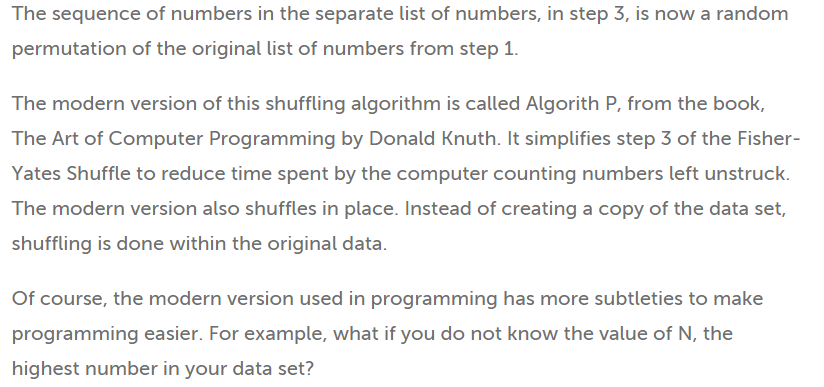 The sequence of numbers in the separate list of numbers, in step 3, is now a random
permutation of the original list of numbers from step 1.
The modern version of this shuffling algorithm is called Algorith P, from the book,
The Art of Computer Programming by Donald Knuth. It simplifies step 3 of the Fisher-
Yates Shuffle to reduce time spent by the computer counting numbers left unstruck.
The modern version also shuffles in place. Instead of creating a copy of the data set,
shuffling is done within the original data.
Of course, the modern version used in programming has more subtleties to make
programming easier. For example, what if you do not know the value of N, the
highest number in your data set?